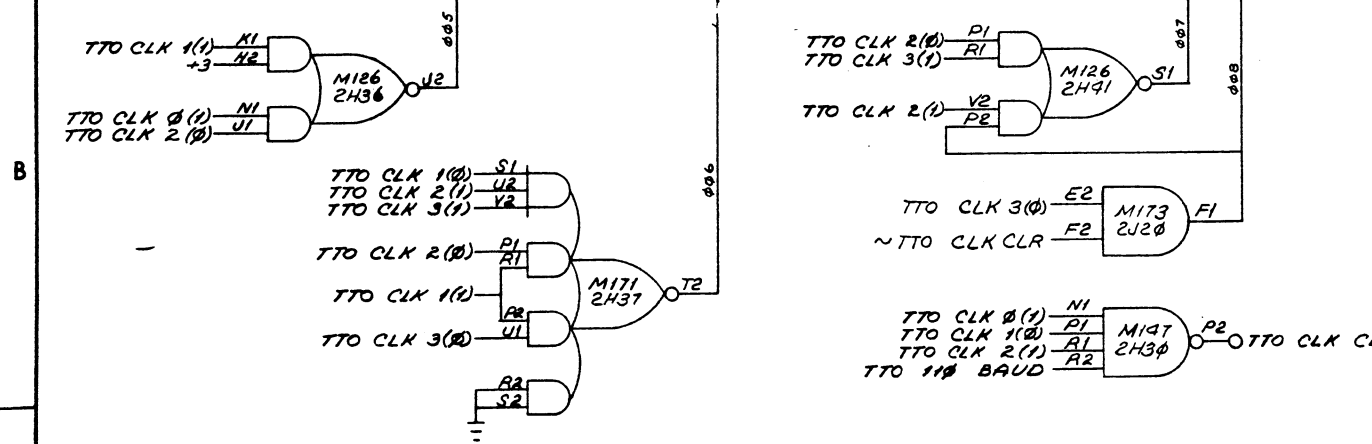 TTO CLK 1(1) K1
+3 H2
M126
2H36
U2
ØØ5
TTO CLK Ø(1) N1
TTO CLK 2(Ø) U1
B
TTO CLK 1(Ø) S1
TTO CLK 2(1) U2
TTO CLK 3(1) V2
TTO CLK 2(Ø) P1
R1
TTO CLK 1(1)
M171
2H37
T2
ØØ6
P2
TTO CLK 3(Ø) U1
R2
S2
TTO CLK 2(Ø) P1
TTO CLK 3(1) R1
M126
2H41
S1
ØØ7
ØØ8
TTO CLK 2(1) V2
P2
TTO CLK 3(Ø) E2
M173
2J2Ø
F1
~TTO CLK CLR F2
TTO CLK Ø(1) N1
TTO CLK 1(Ø) P1
TTO CLK 2(1) R1
TTO 11Ø BAUD R2
M147
2H3Ø
P2
TTO CLK CL